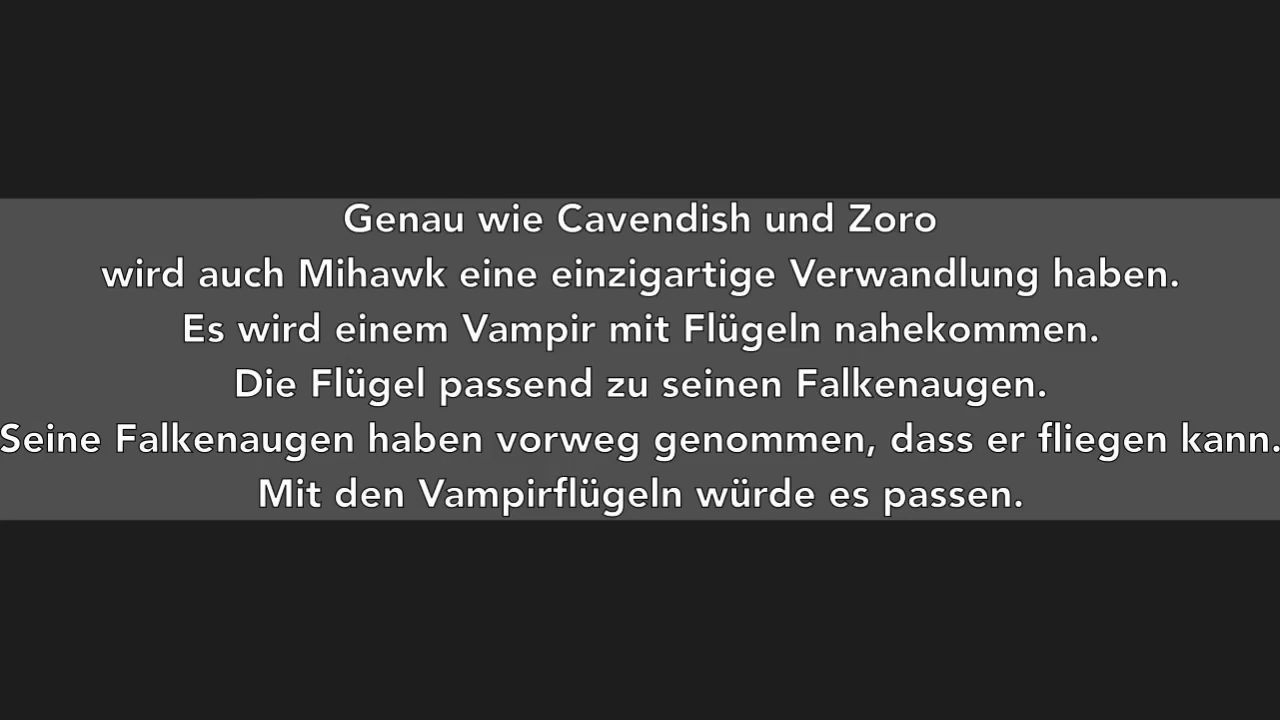 Genau wie Cavendish und Zoro
wird auch Mihawk eine einzigartige Verwandlung haben.
Es wird einem Vampir mit Flügeln nahekommen.
Die Flügel passend zu seinen Falkenaugen.
Seine Falkenaugen haben vorweg genommen, dass er fliegen kann.
Mit den Vampirflügeln würde es passen.